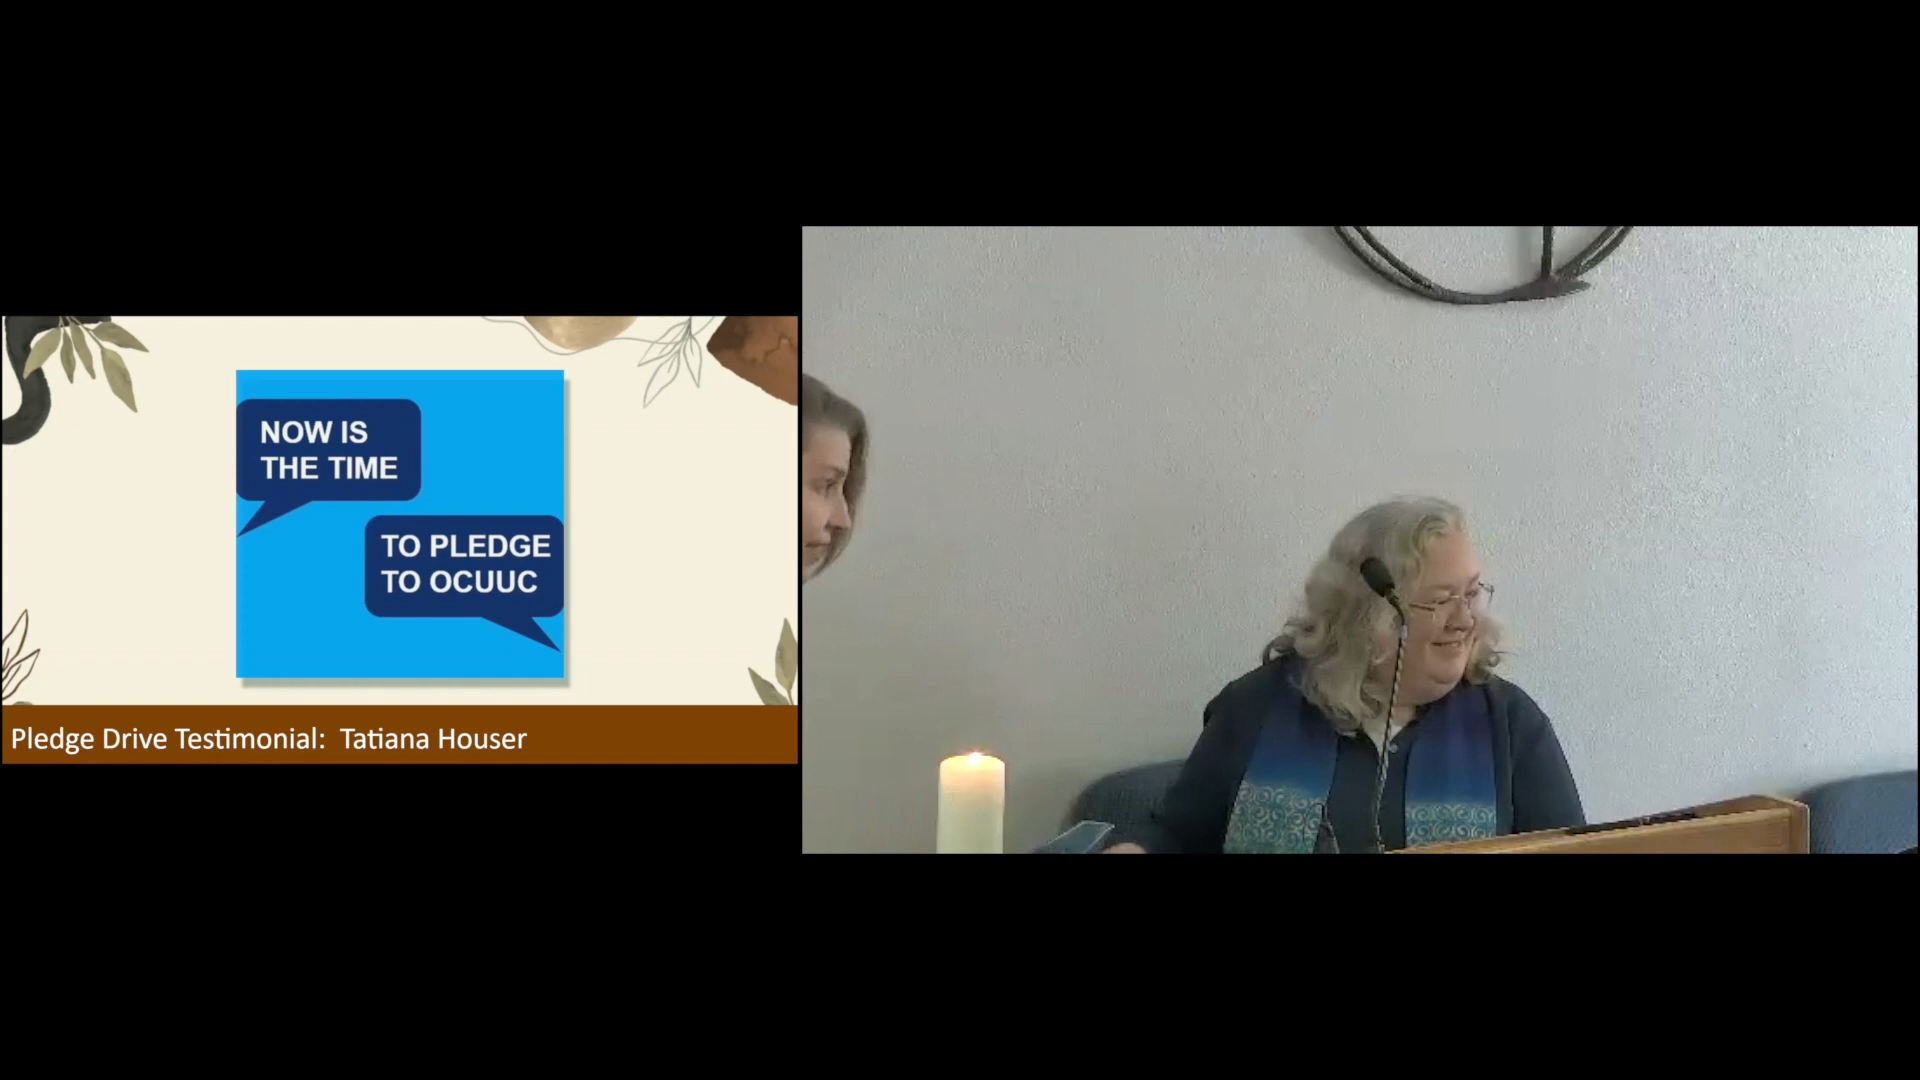 NOW IS
THE TIME
TO PLEDGE
TO OCUUC
Pledge Drive Testimonial:  Tatiana Houser